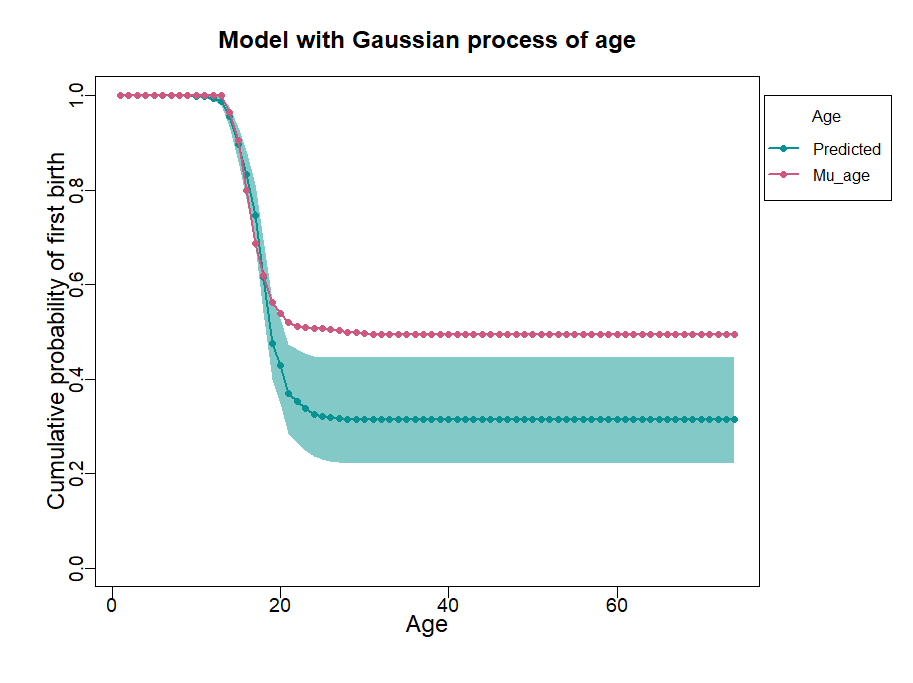 Model with Gaussian process of age
Cumulative probability of first birth
1.0
0.8
0.6
0.4
0.2
0.0
0
20
40
60
Age
Age
Predicted
Mu_age